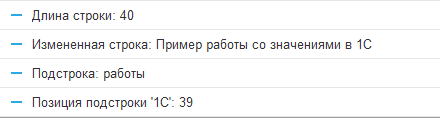 Длина строки: 40
Измененная строка: Пример работы со значениями в 1С
Подстрока: работы
Позиция подстроки '1С': 39